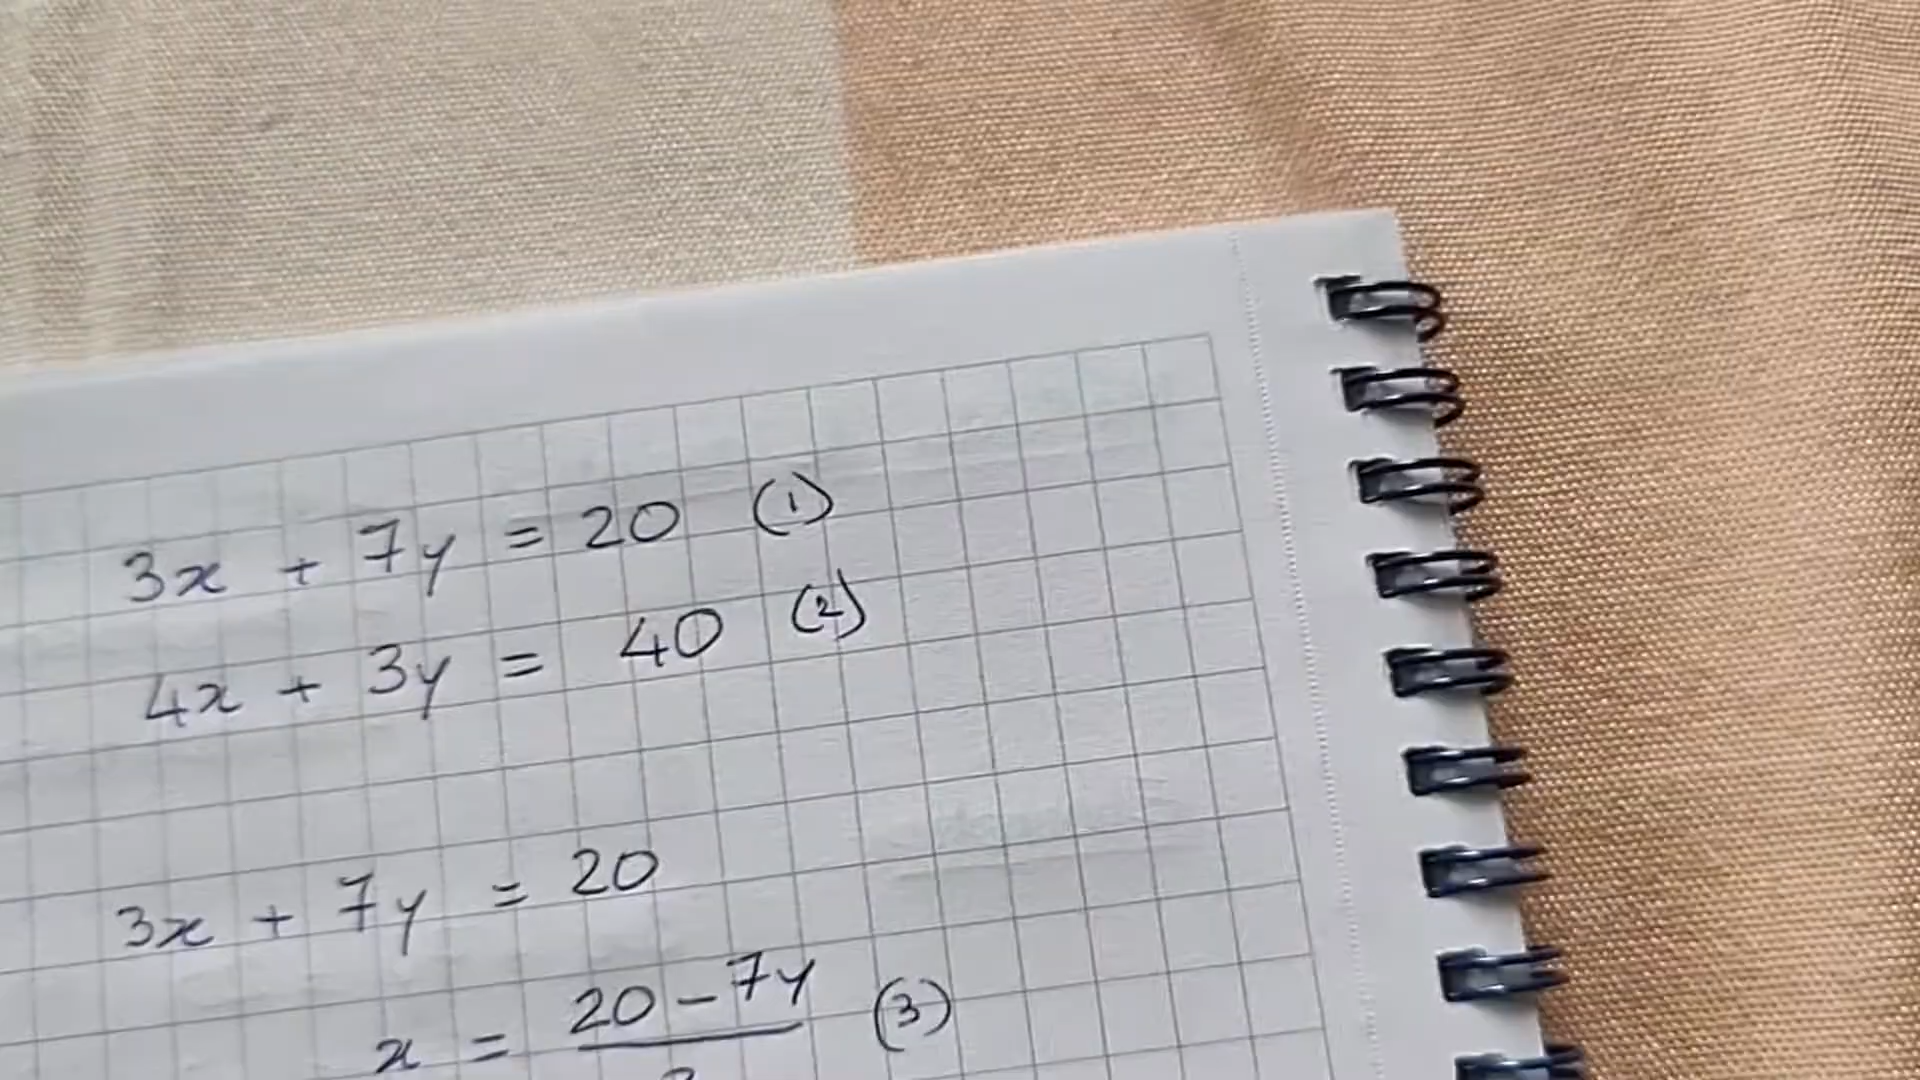 3x + 7y = 20 (1)
4x + 3y = 40 (2)
3x + 7y = 20
x = 20 - 7y (3)